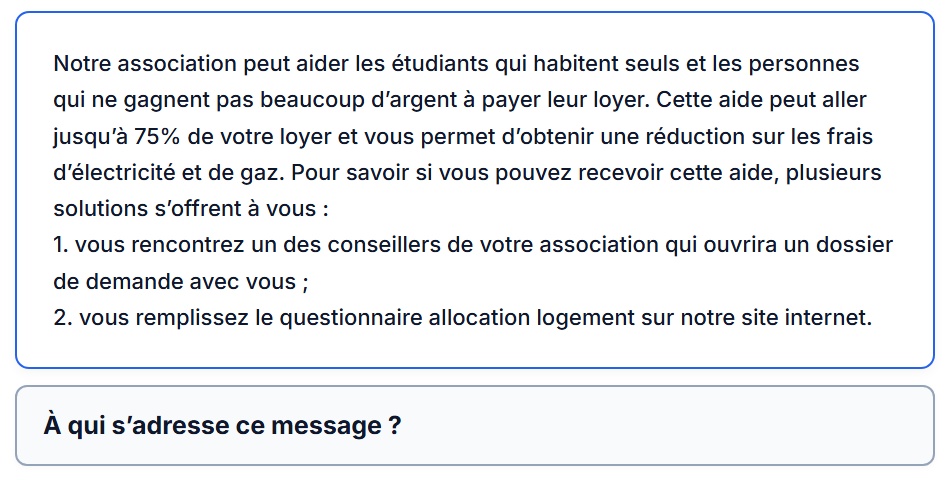 Notre association peut aider les étudiants qui habitent seuls et les personnes
qui ne gagnent pas beaucoup d’argent à payer leur loyer. Cette aide peut aller
jusqu’à 75% de votre loyer et vous permet d’obtenir une réduction sur les frais
d’électricité et de gaz. Pour savoir si vous pouvez recevoir cette aide, plusieurs
solutions s’offrent à vous :
1. vous rencontrez un des conseillers de votre association qui ouvrira un dossier
de demande avec vous ;
2. vous remplissez le questionnaire allocation logement sur notre site internet.
À qui s’adresse ce message ?